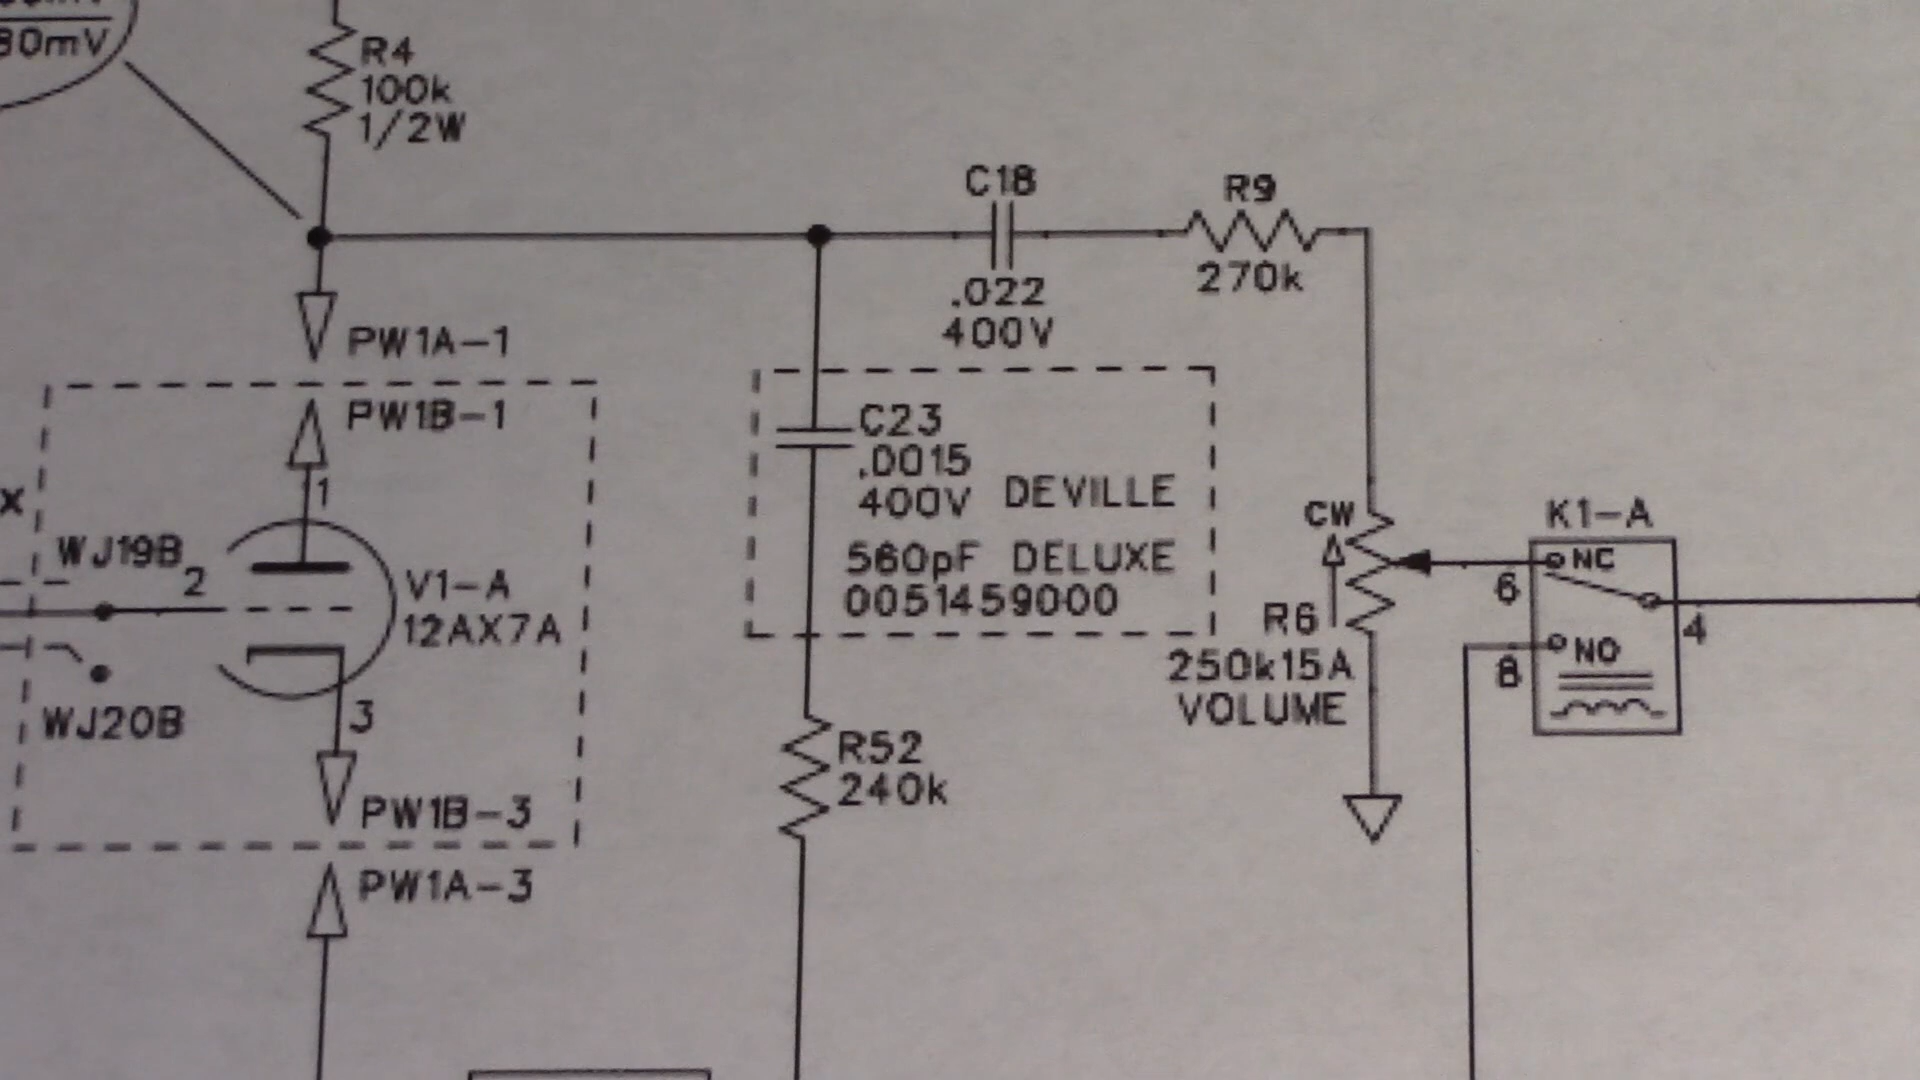 80mV
R4
100k
1/2W
C18
.022
400V
R9
270k
PW1A-1
PW1B-1
1
X
WJ19B
2
V1-A
12AX7A
WJ20B
3
PW1B-3
PW1A-3
C23
.0015
400V DEVILLE
560pF DELUXE
0051459000
R52
240k
CW
R6
250k15A
VOLUME
K1-A
NC
6
4
NO
8